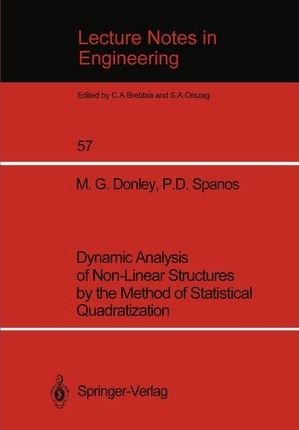 Lecture Notes in
Engineering
Edited by C.A.Brebbia and S.A.Orszag
57
M. G. Donley, P.D. Spanos
Dynamic Analysis
of Non-Linear Structures
by the Method of Statistical
Quadratization
Springer-Verlag